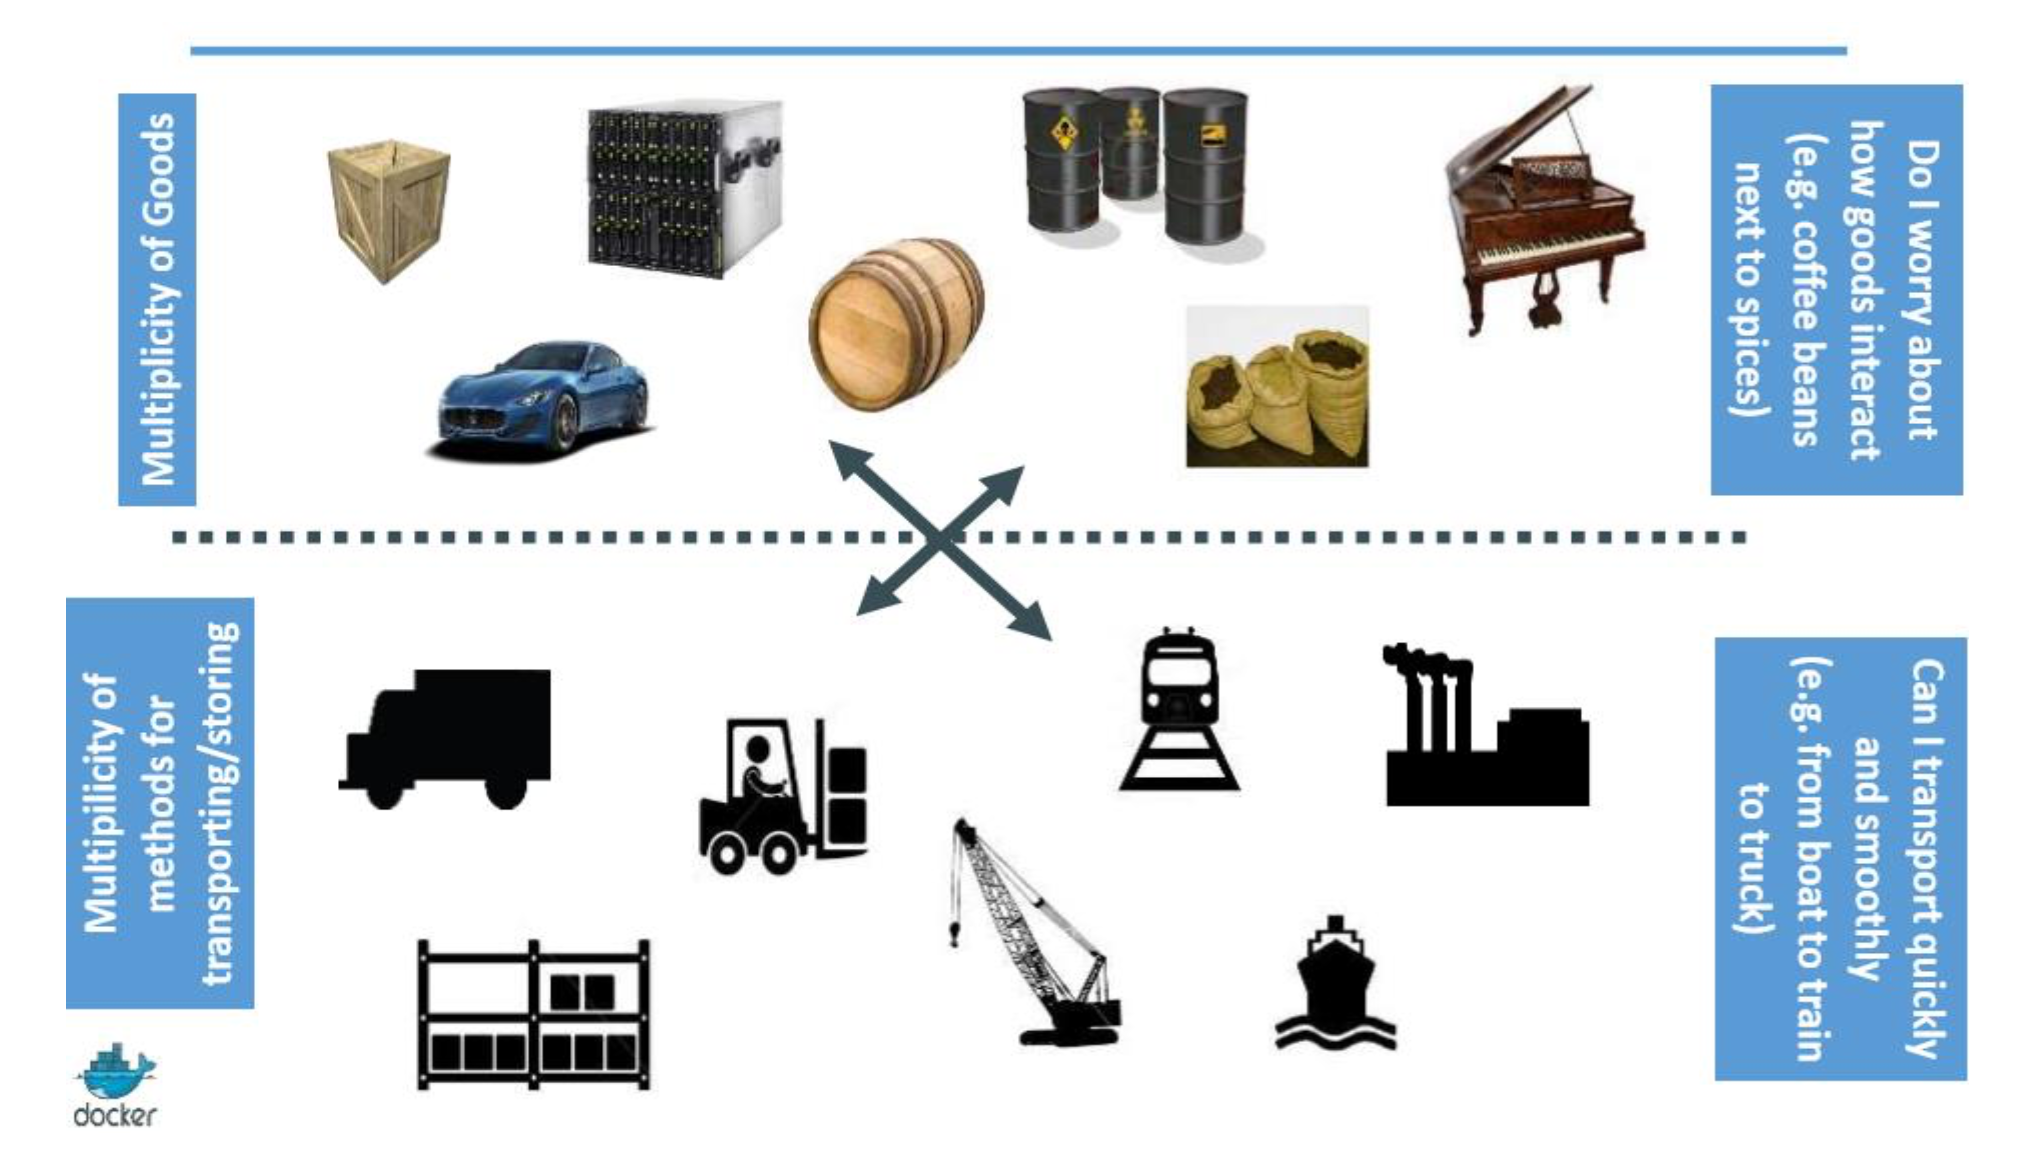 Multiplicity of Goods
Do I worry about
how goods interact
(e.g. coffee beans
next to spices)
Multipilicity of
methods for
transporting/storing
Can I transport quickly
and smoothly
(e.g. from boat to train
to truck)
docker